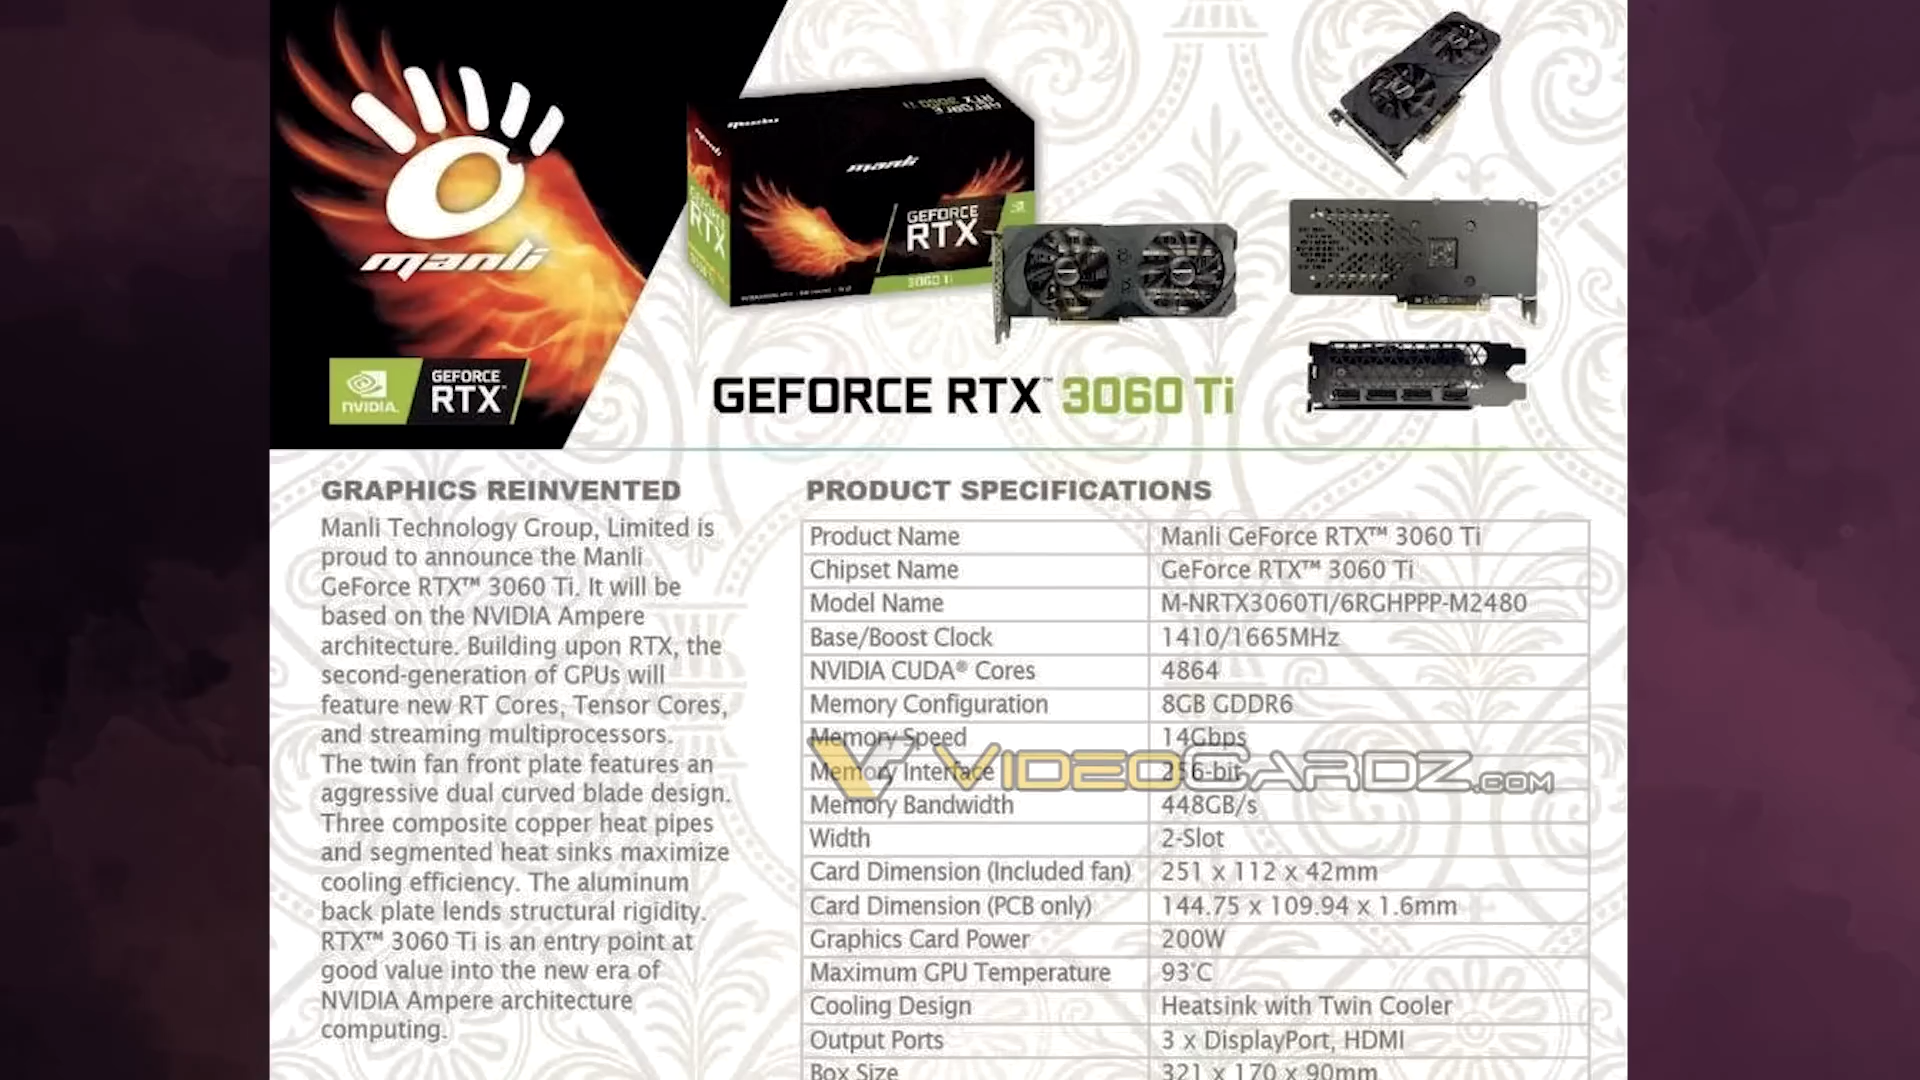 manli
NVIDIA.
GEFORCE
RTX™
manli
manli
GEFORCE
RTX
3060 Ti
GEFORCE
RTX 3060 Ti
RTX
GEFORCE RTX™ 3060 Ti
GRAPHICS REINVENTED
Manli Technology Group, Limited is
proud to announce the Manli
GeForce RTX™ 3060 Ti. It will be
based on the NVIDIA Ampere
architecture. Building upon RTX, the
second-generation of GPUs will
feature new RT Cores, Tensor Cores,
and streaming multiprocessors.
The twin fan front plate features an
aggressive dual curved blade design.
Three composite copper heat pipes
and segmented heat sinks maximize
cooling efficiency. The aluminum
back plate lends structural rigidity.
RTX™ 3060 Ti is an entry point at
good value into the new era of
NVIDIA Ampere architecture
computing.
PRODUCT SPECIFICATIONS
Product Name Manli GeForce RTX™ 3060 Ti
Chipset Name GeForce RTX™ 3060 Ti
Model Name M-NRTX3060TI/6RGHPPP-M2480
Base/Boost Clock 1410/1665MHz
NVIDIA CUDA® Cores 4864
Memory Configuration 8GB GDDR6
Memory Speed 14Gbps
Memory Interface 256-bit
VIDEOCARDZ.COM
Memory Bandwidth 448GB/s
Width 2-Slot
Card Dimension (Included fan) 251 x 112 x 42mm
Card Dimension (PCB only) 144.75 x 109.94 x 1.6mm
Graphics Card Power 200W
Maximum GPU Temperature 93°C
Cooling Design Heatsink with Twin Cooler
Output Ports 3 x DisplayPort, HDMI
Box Size 321 x 170 x 90mm